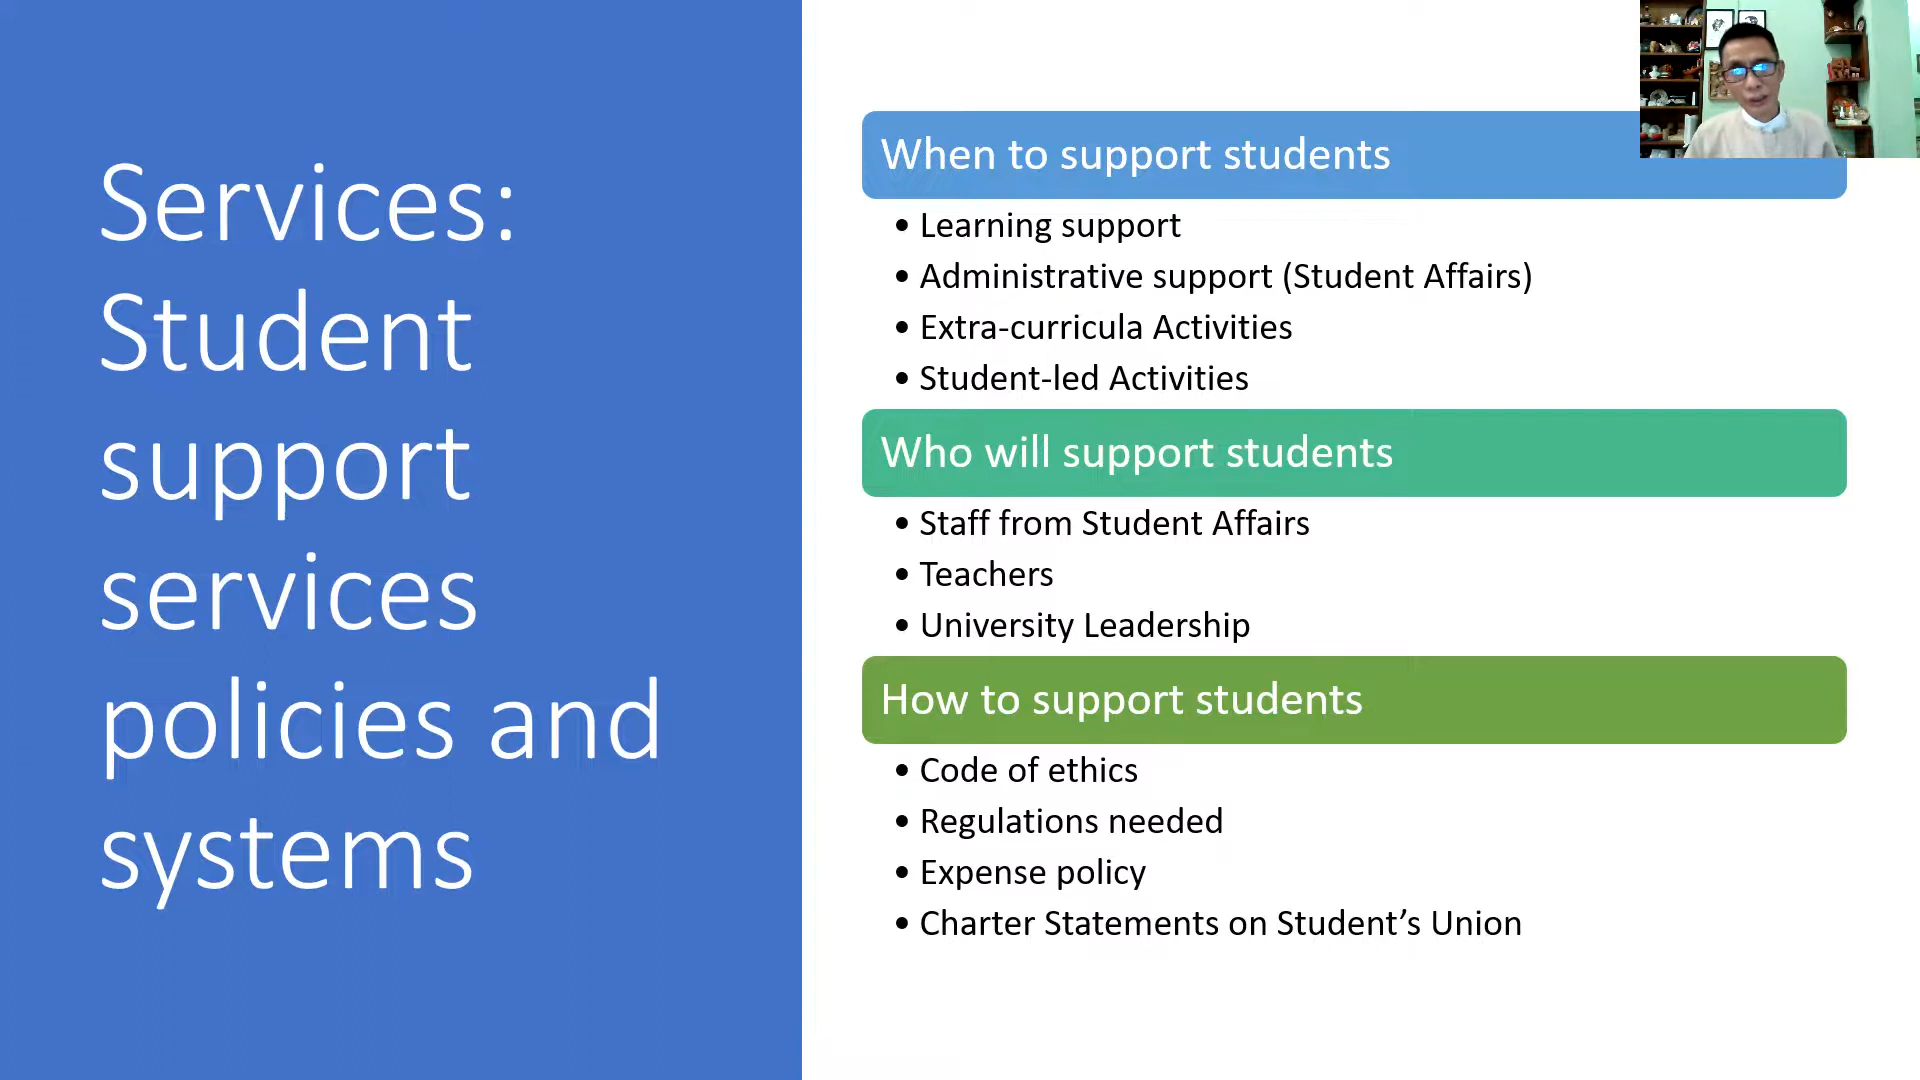 Services:
Student
support
services
policies and
systems
When to support students
• Learning support
• Administrative support (Student Affairs)
• Extra-curricula Activities
• Student-led Activities
Who will support students
• Staff from Student Affairs
• Teachers
• University Leadership
How to support students
• Code of ethics
• Regulations needed
• Expense policy
• Charter Statements on Student’s Union